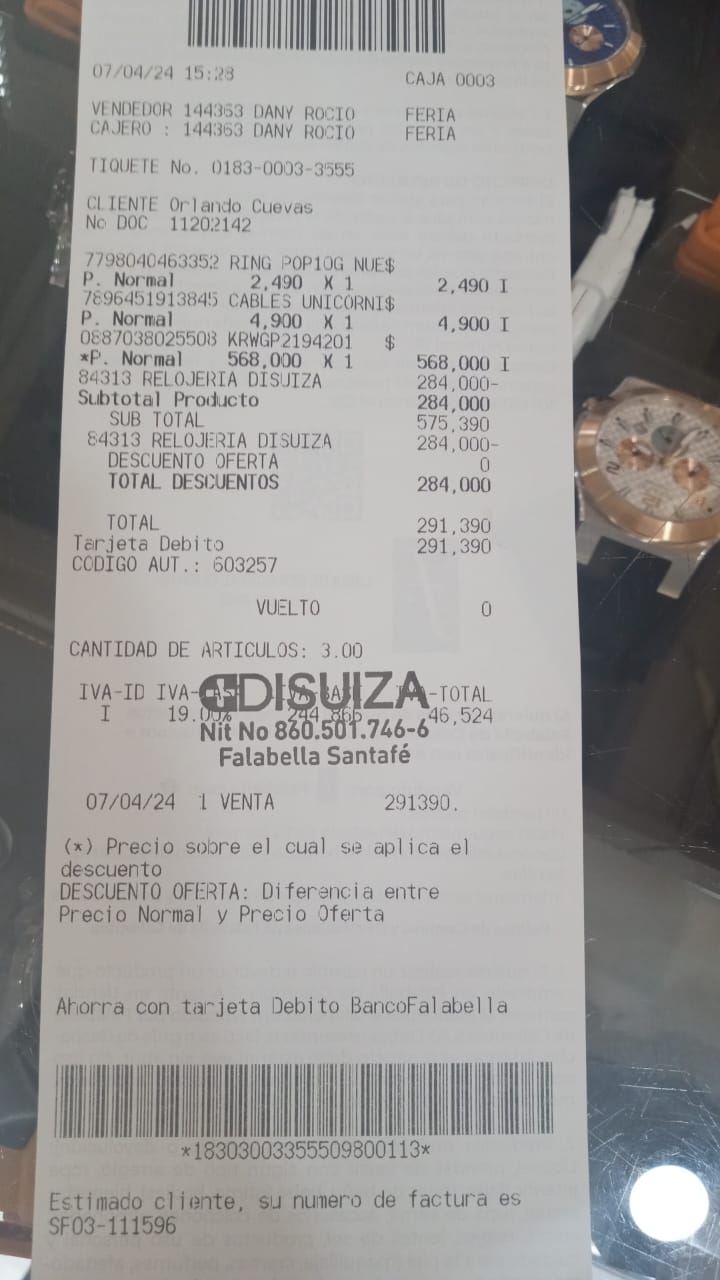 07/04/24 15:28 CAJA 0003
VENDEDOR 144363 DANY ROCIO FERIA
CAJERO : 144363 DANY ROCIO FERIA
TIQUETE No. 0183-0003-3555
CLIENTE Orlando Cuevas
No DOC 11202142
7798040463352 RING POP10G NUE$
P. Normal 2,490 X 1 2,490 I
7896451913845 CABLES UNICORNI$
P. Normal 4,900 X 1 4,900 I
0887038025508 KRWGP2194201 $
*P. Normal 568,000 X 1 568,000 I
84313 RELOJERIA DISUIZA 284,000-
Subtotal Producto 284,000
SUB TOTAL 575,390
84313 RELOJERIA DISUIZA 284,000-
DESCUENTO OFERTA 0
TOTAL DESCUENTOS 284,000
TOTAL 291,390
Tarjeta Debito 291,390
CODIGO AUT.: 603257
VUELTO 0
CANTIDAD DE ARTICULOS: 3.00
DISUIZA
IVA-ID -TOTAL
I 19.00% 244,866 46,524
Nit No 860.501.746-6
Falabella Santafé
07/04/24 1 VENTA 291390.
(*) Precio sobre el cual se aplica el
descuento
DESCUENTO OFERTA: Diferencia entre
Precio Normal y Precio Oferta
Ahorra con tarjeta Debito BancoFalabella
*18303003355509800113*
Estimado cliente, su numero de factura es
SF03-111596